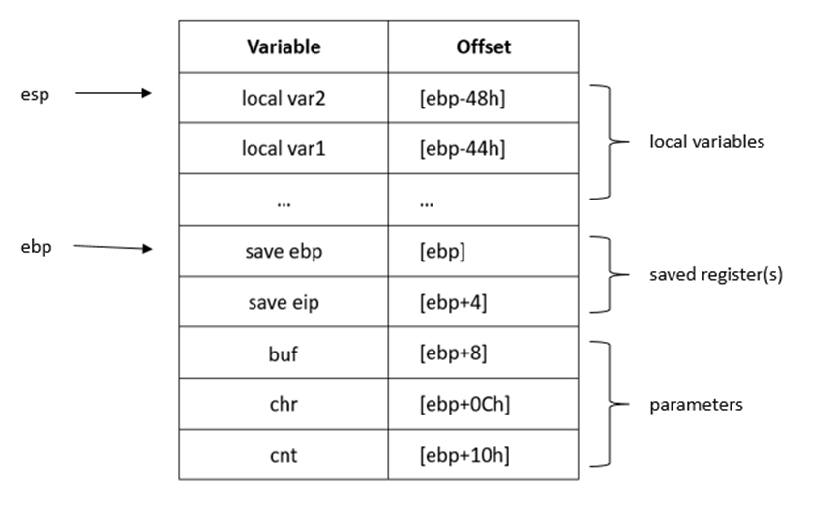 Variable Offset
esp local var2 [ebp-48h]
local var1 [ebp-44h] local variables
... ...
ebp save ebp [ebp]
saved register(s)
save eip [ebp+4]
buf [ebp+8]
chr [ebp+0Ch] parameters
cnt [ebp+10h]